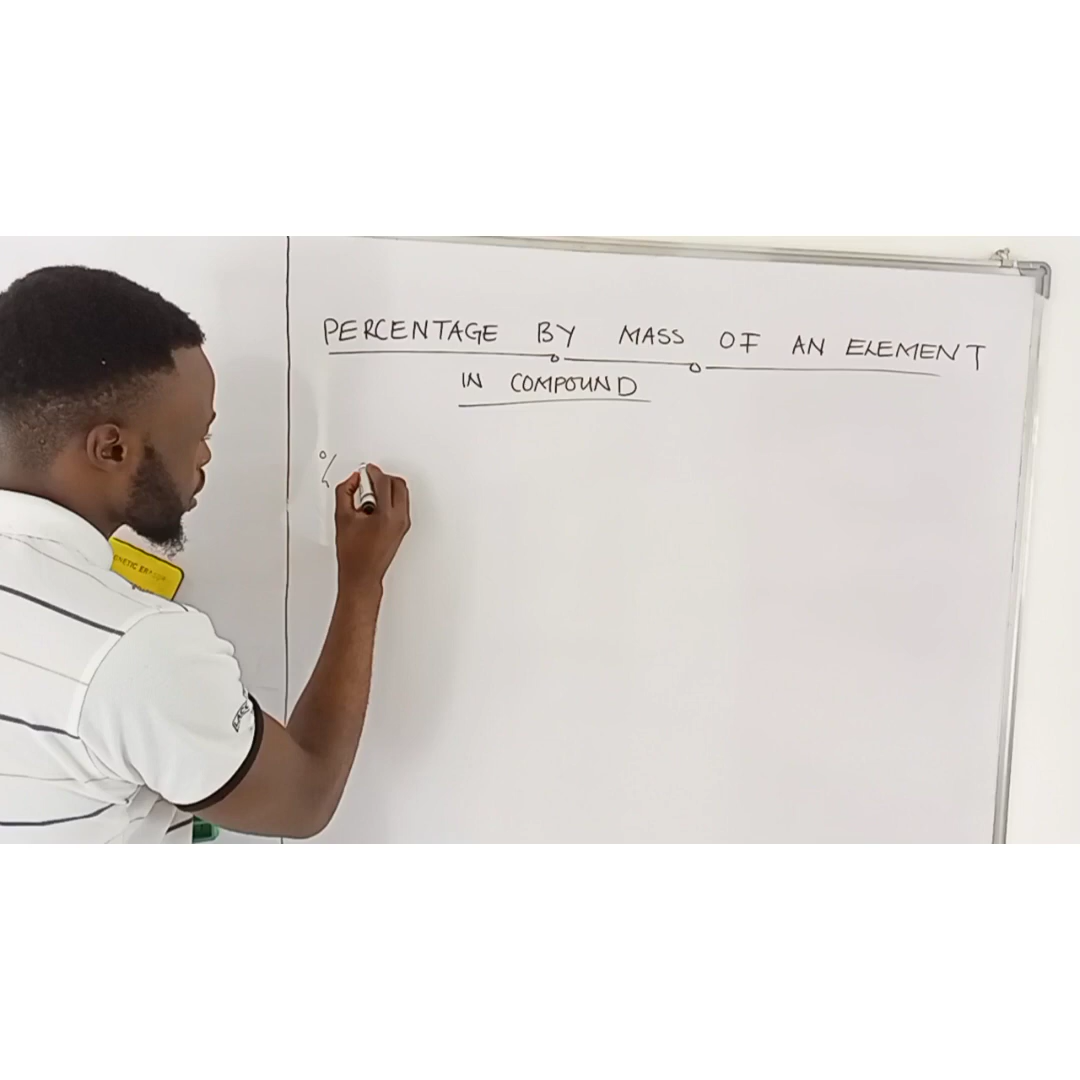 PERCENTAGE BY MASS OF AN ELEMENT
IN COMPOUND
%